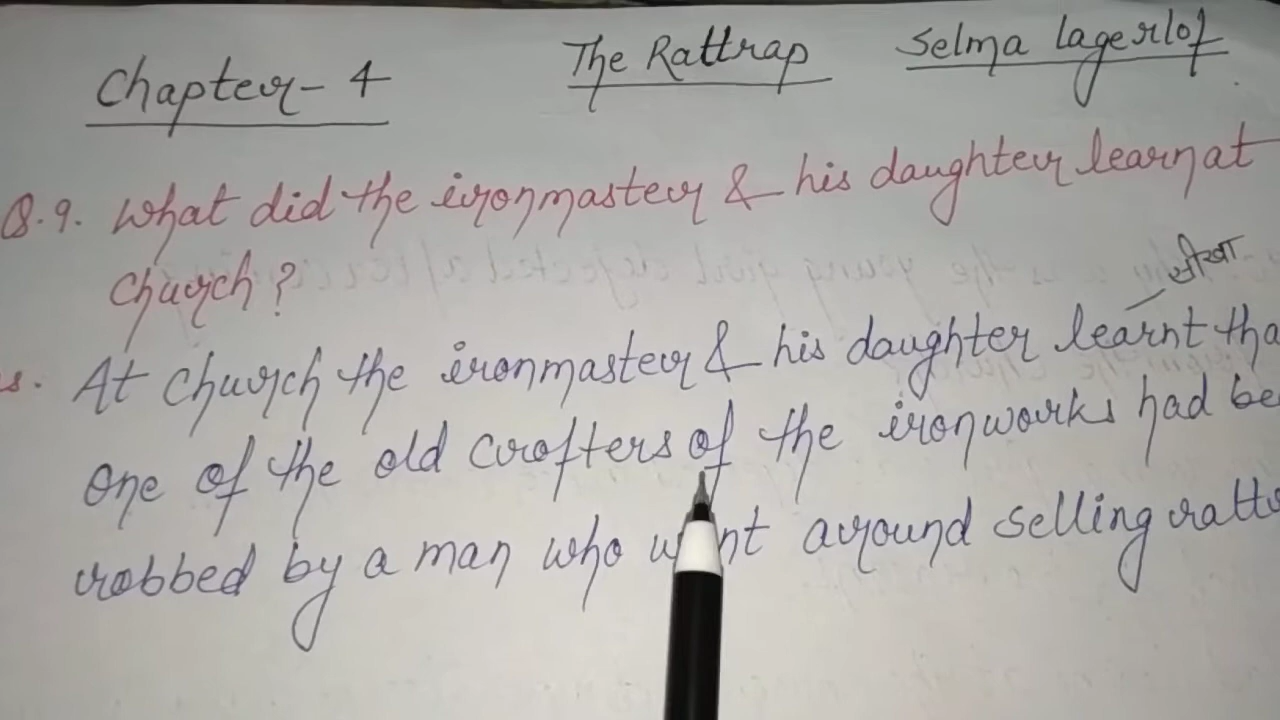 Chapter- 4 The Rattrap Selma lagerlof
Q.9. What did the ironmaster & his daughter learn at
Church?
सीखा
s. At Church the ironmaster & his daughter learnt tha
One of the old crofters of the ironworks had be
robbed by a man who went around selling ratt